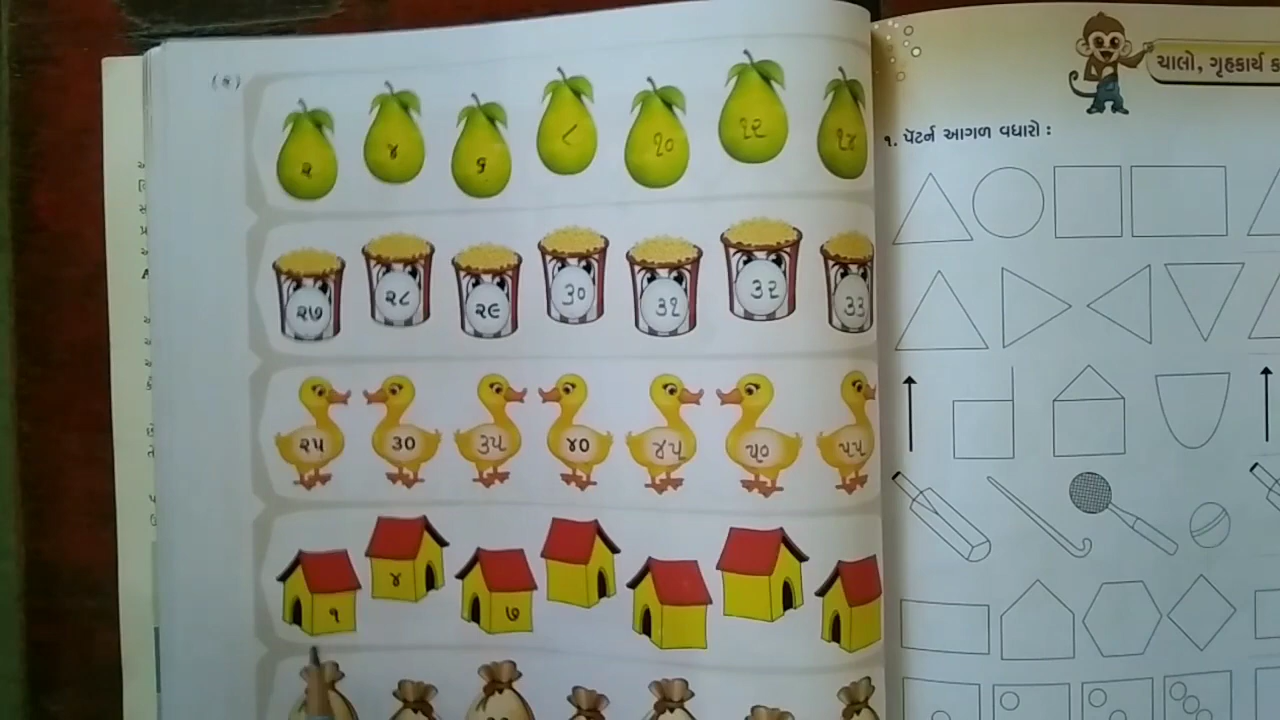 (૪)
૨ ૪ ૬ ૮ ૧૦ ૧૨ ૧૪
૨૭ ૨૮ ૨૯ ૩૦ ૩૧ ૩૨ ૩૩
૨૫ ૩૦ ૩૫ ૪૦ ૪૫ ૫૦ ૫૫
૧ ૪ ૭
ચાલો, ગૃહકાર્ય
૧. પૅટર્ન આગળ વધારો :